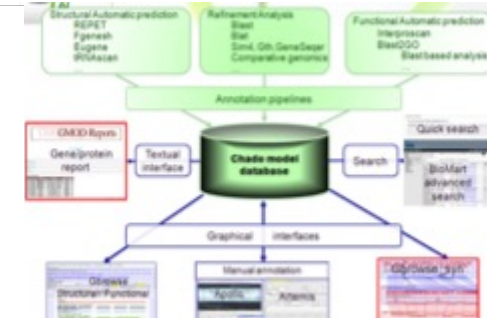 Structural Automatic prediction
REPET
Fgenesh
Eugene
tRNAscan
...
Refinement Analysis
Blast
Blat
Sim4, Gth, GeneSeqer
Comparative genomics
...
Functional Automatic prediction
Interproscan
Blast2GO
Blast based analysis
...
Annotation pipelines
GMOD Reports
Gene/protein
report
Textual
interface
Chado model
database
Search
Quick search
BioMart
advanced
search
Graphical interfaces
Gbrowse
Structural / Functional
Manual annotation
Apollo
Artemis
Gbrowse_syn